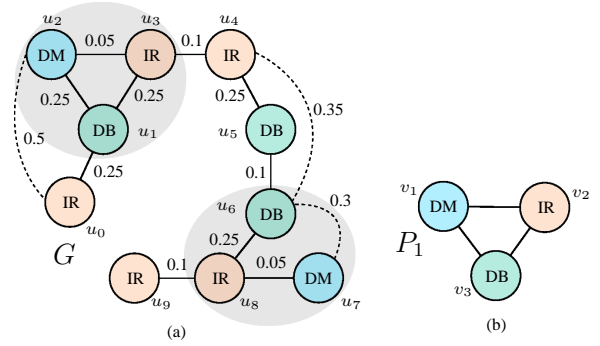 u₂ u₃ u₄
0.05 0.1
DM IR IR
0.25 0.25 0.25 0.35
0.5 DB u₁ u₅ DB
0.25 0.1
IR u₆ DB 0.3
u₀
G
0.25
0.1 0.05
IR IR DM
u₉ u₈ u₇
(a)
v₁ v₂
DM IR
P₁
v₃ DB
(b)